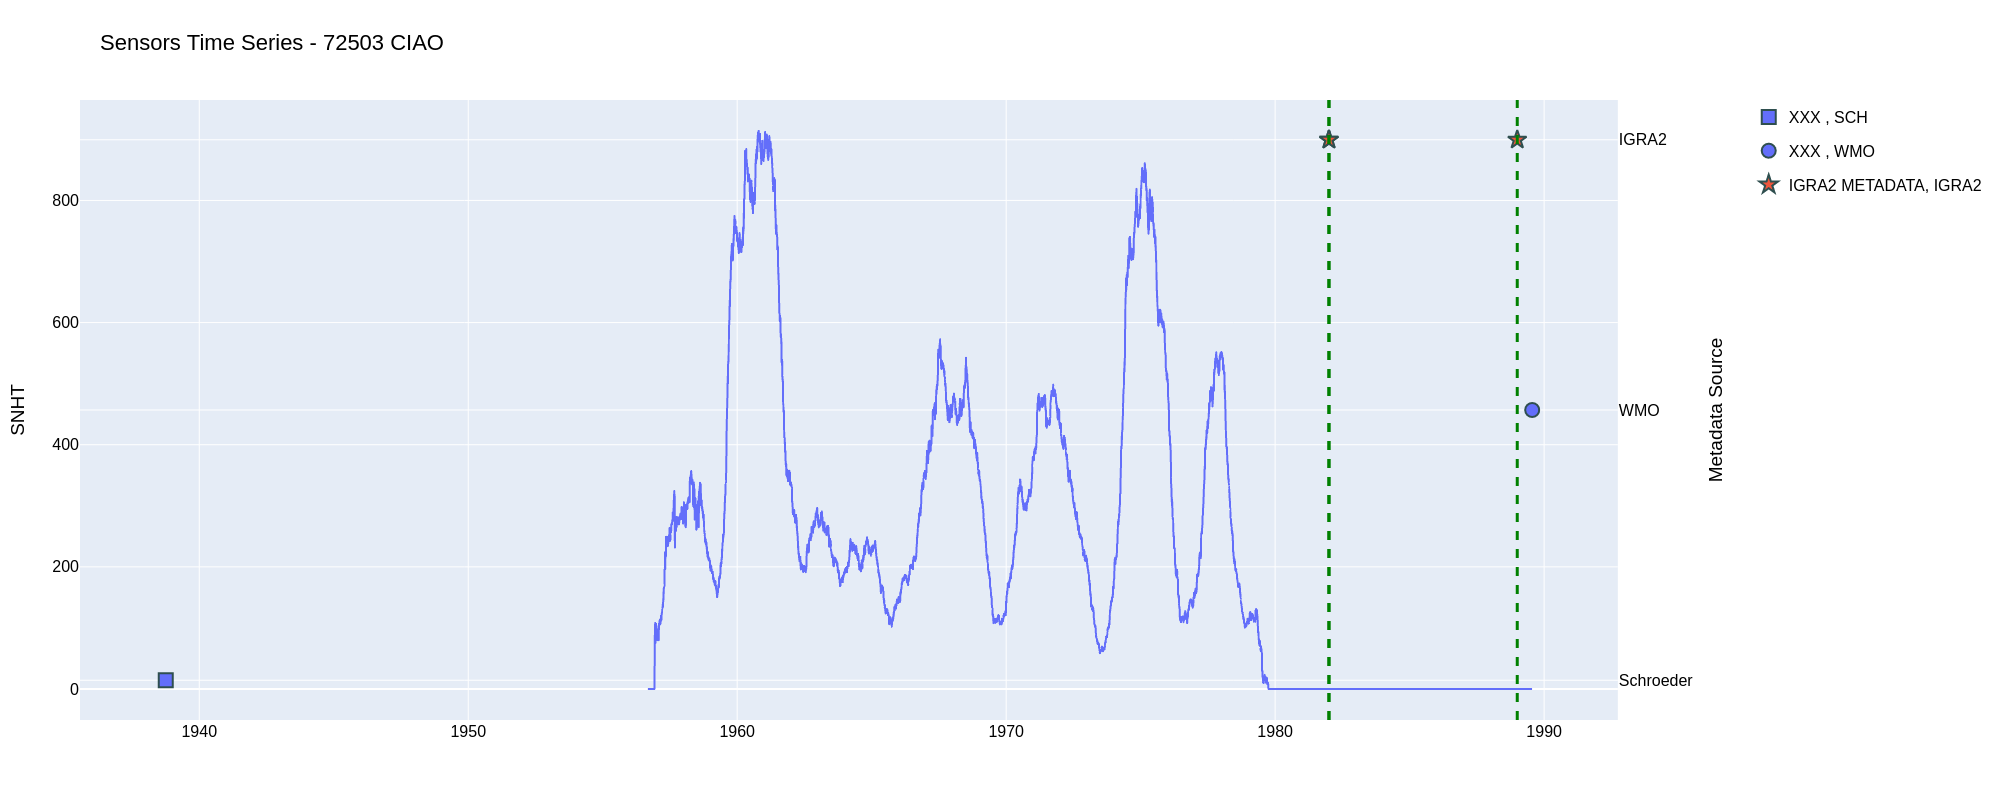 Sensors Time Series - 72503 CIAO
XXX , SCH
XXX , WMO
IGRA2 METADATA, IGRA2
IGRA2
WMO
Schroeder
Metadata Source
SNHT
800
600
400
200
0
1940
1950
1960
1970
1980
1990